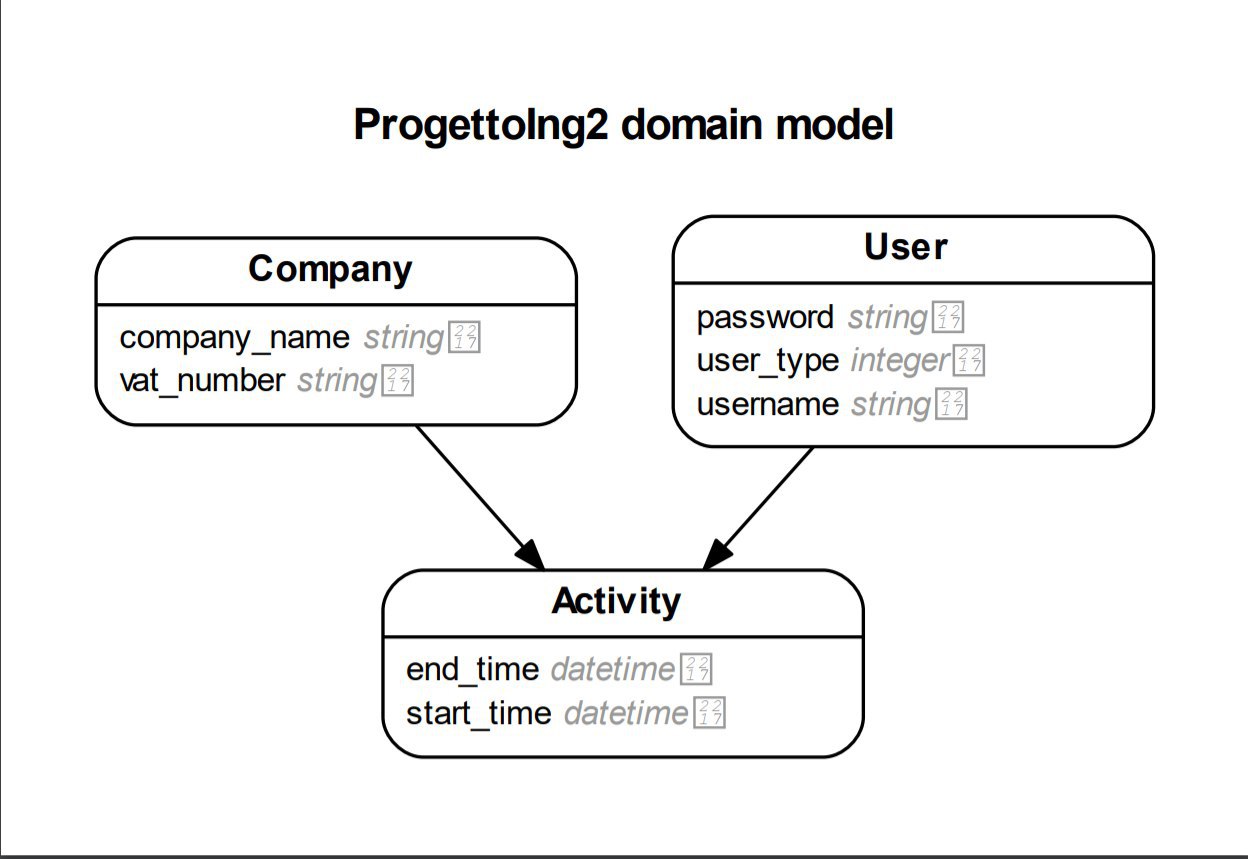 ProgettoIng2 domain model
Company
company_name string
vat_number string
User
password string
user_type integer
username string
Activity
end_time datetime
start_time datetime